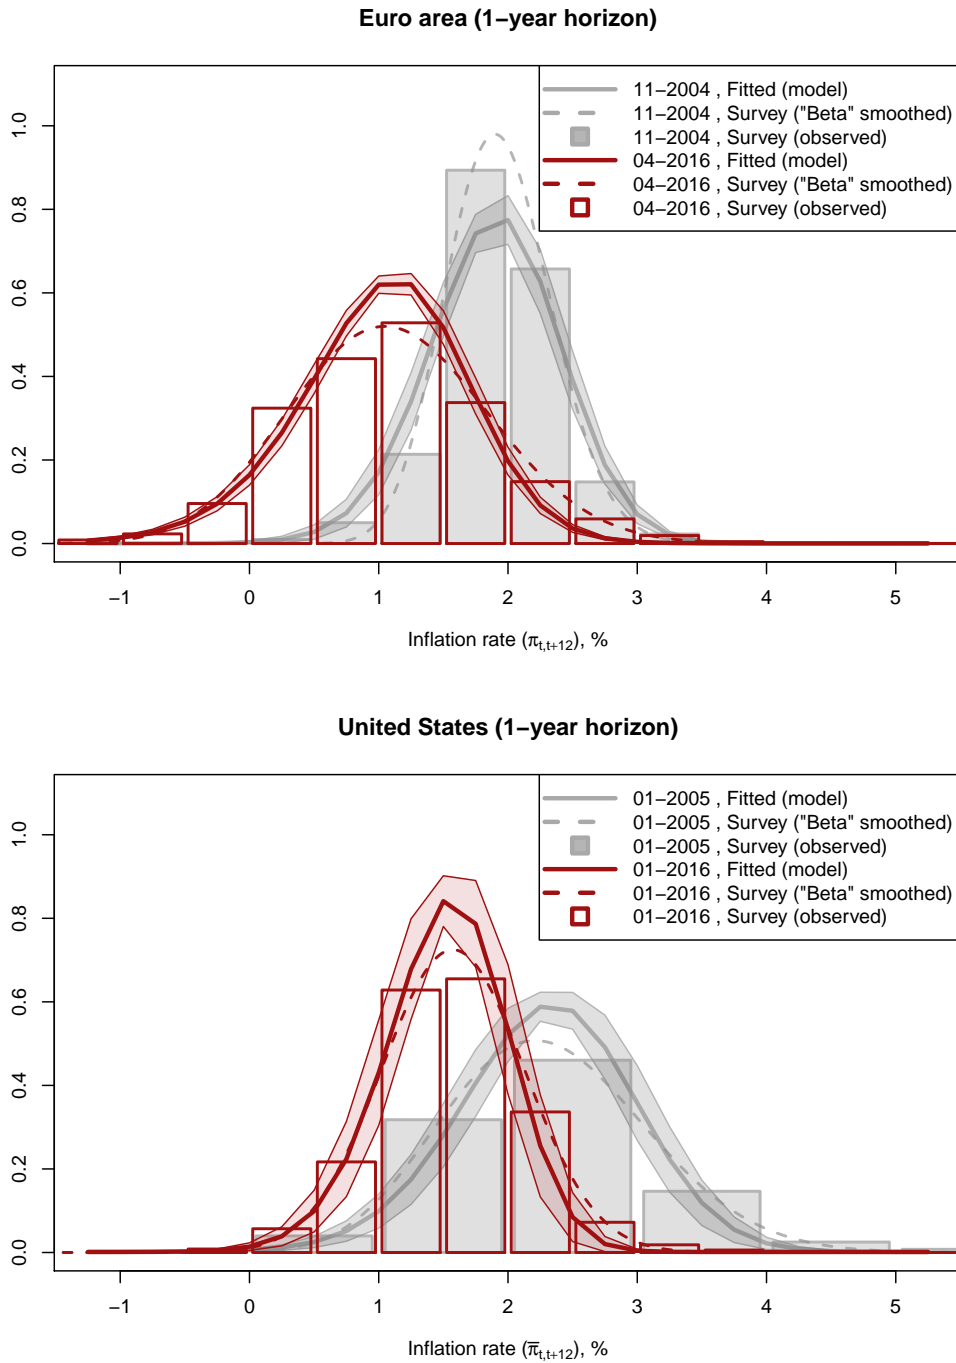 Euro area (1−year horizon)
11−2004 , Fitted (model)
11−2004 , Survey ("Beta" smoothed)
11−2004 , Survey (observed)
04−2016 , Fitted (model)
04−2016 , Survey ("Beta" smoothed)
04−2016 , Survey (observed)
1.0
0.8
0.6
0.4
0.2
0.0
−1 0 1 2 3 4 5
Inflation rate (π_{t,t+12}), %
United States (1−year horizon)
01−2005 , Fitted (model)
01−2005 , Survey ("Beta" smoothed)
01−2005 , Survey (observed)
01−2016 , Fitted (model)
01−2016 , Survey ("Beta" smoothed)
01−2016 , Survey (observed)
1.0
0.8
0.6
0.4
0.2
0.0
−1 0 1 2 3 4 5
Inflation rate (π̅_{t,t+12}), %